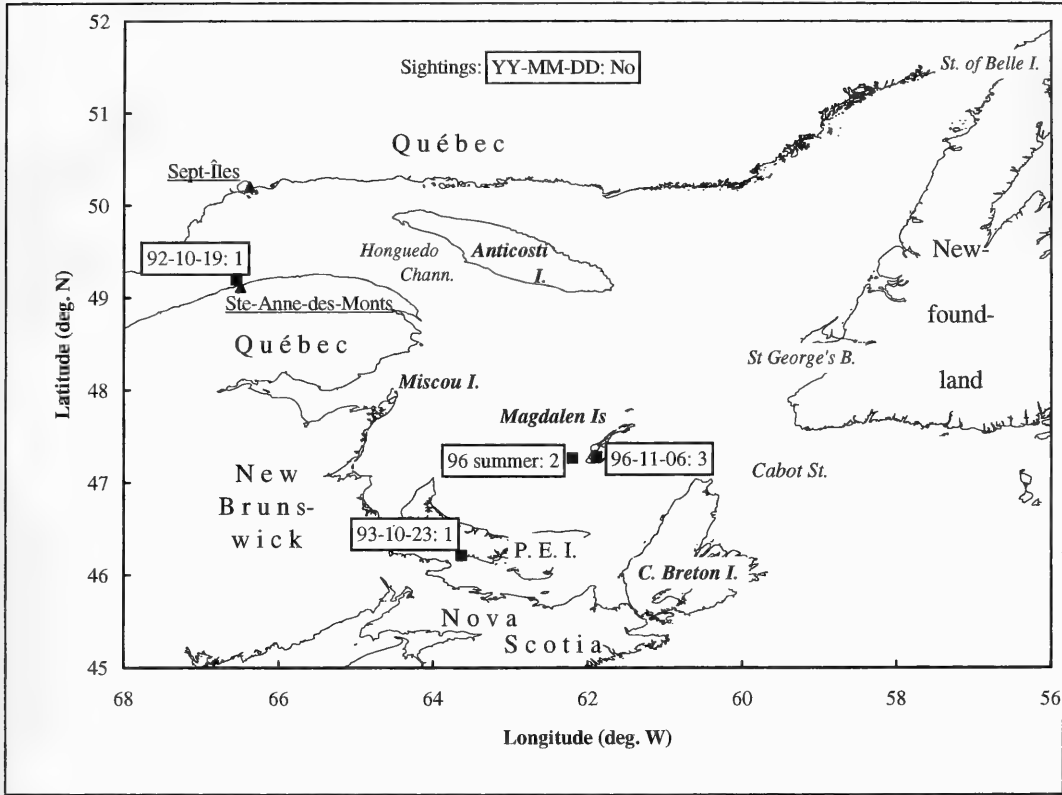 52
51
50
49
48
47
46
45
Latitude (deg. N)
Sightings: YY-MM-DD: No
St. of Belle I.
Québec
Sept-Îles
Honguedo
Chann.
Anticosti
I.
92-10-19: 1
Ste-Anne-des-Monts
Québec
New-
found-
land
St George's B.
Miscou I.
Magdalen Is
96 summer: 2
96-11-06: 3
Cabot St.
New
Bruns-
wick
93-10-23: 1
P. E. I.
C. Breton I.
Nova
Scotia
68
66
64
62
60
58
56
Longitude (deg. W)